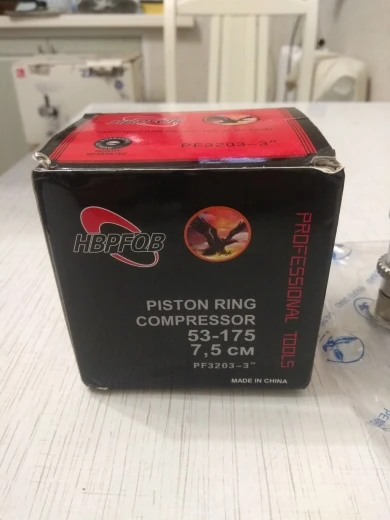 PF3203-3"
HBPFQB
PISTON RING
COMPRESSOR
53-175
7,5 CM
PF3203-3"
MADE IN CHINA
PROFESSIONAL TOOLS